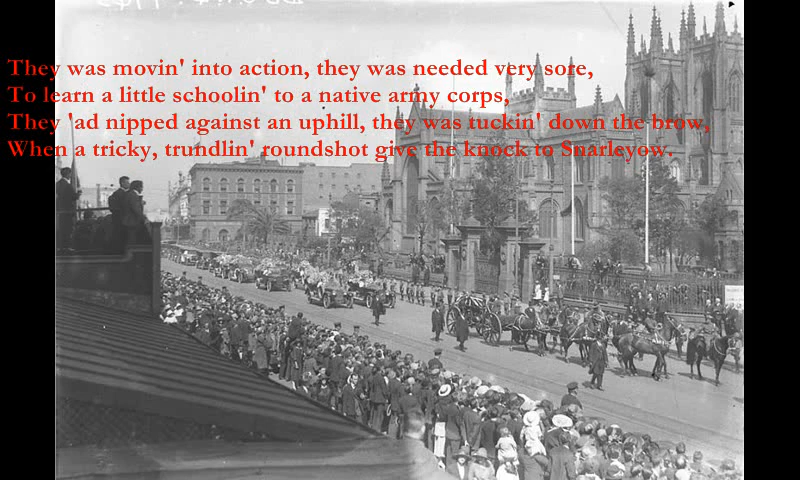 They was movin' into action, they was needed very sore,
To learn a little schoolin' to a native army corps,
They 'ad nipped against an uphill, they was tuckin' down the brow,
When a tricky, trundlin' roundshot give the knock to Snarleyow.